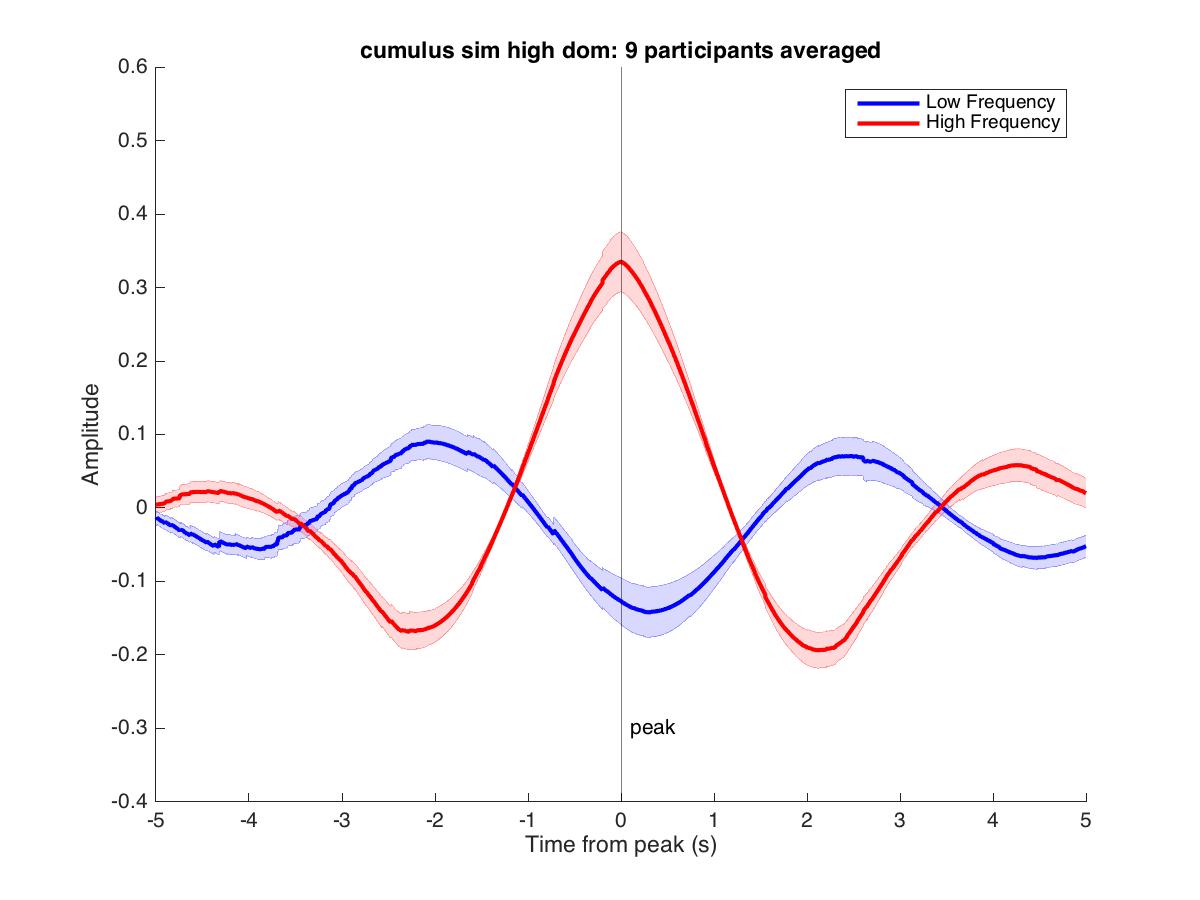 cumulus sim high dom: 9 participants averaged
0.6
0.5
0.4
0.3
0.2
0.1
0
-0.1
-0.2
-0.3
-0.4
Amplitude
Low Frequency
High Frequency
peak
-5 -4 -3 -2 -1 0 1 2 3 4 5
Time from peak (s)